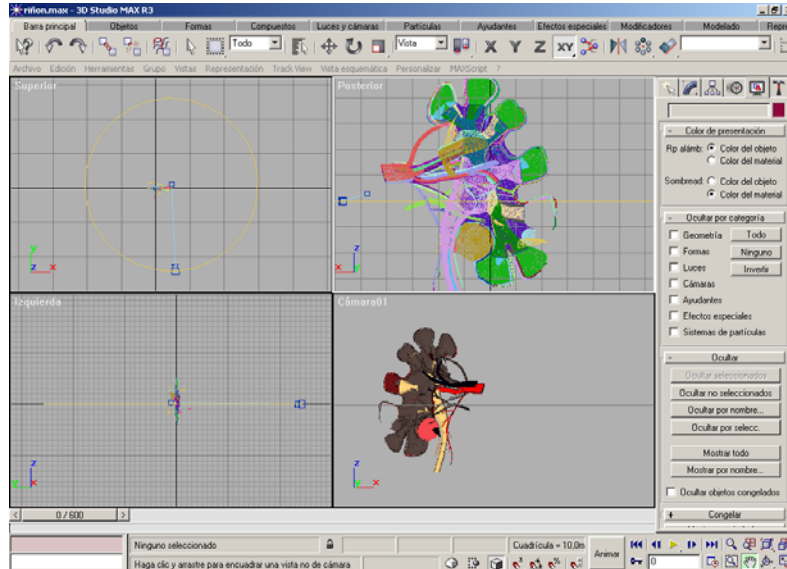 riñon.max - 3D Studio MAX R3
Barra principal Objetos Formas Compuestos Luces y cámaras Partículas Ayudantes Efectos especiales Modificadores Modelado
Todo Vista X Y Z XY
Archivo Edición Herramientas Grupo Vistas Representación Track View Vista esquemática Personalizar MAXScript ?
Superior
Posterior
y
z x
z
x
Izquierda
Cámara01
z
y x
z
y x
Color de presentación
Rp alámb: Color del objeto
Color del material
Sombread: Color del objeto
Color del material
Ocultar por categoría
Geometría Todo
Formas Ninguno
Luces Invertir
Cámaras
Ayudantes
Efectos especiales
Sistemas de partículas
Ocultar
Ocultar seleccionados
Ocultar no seleccionados
Ocultar por nombre...
Ocultar por selecc.
Mostrar todo
Mostrar por nombre...
Ocultar objetos congelados
+ Congelar
< 0 / 600 >
Ninguno seleccionado Cuadrícula = 10,0m Animar
Haga clic y arrastre para encuadrar una vista no de cámara 0